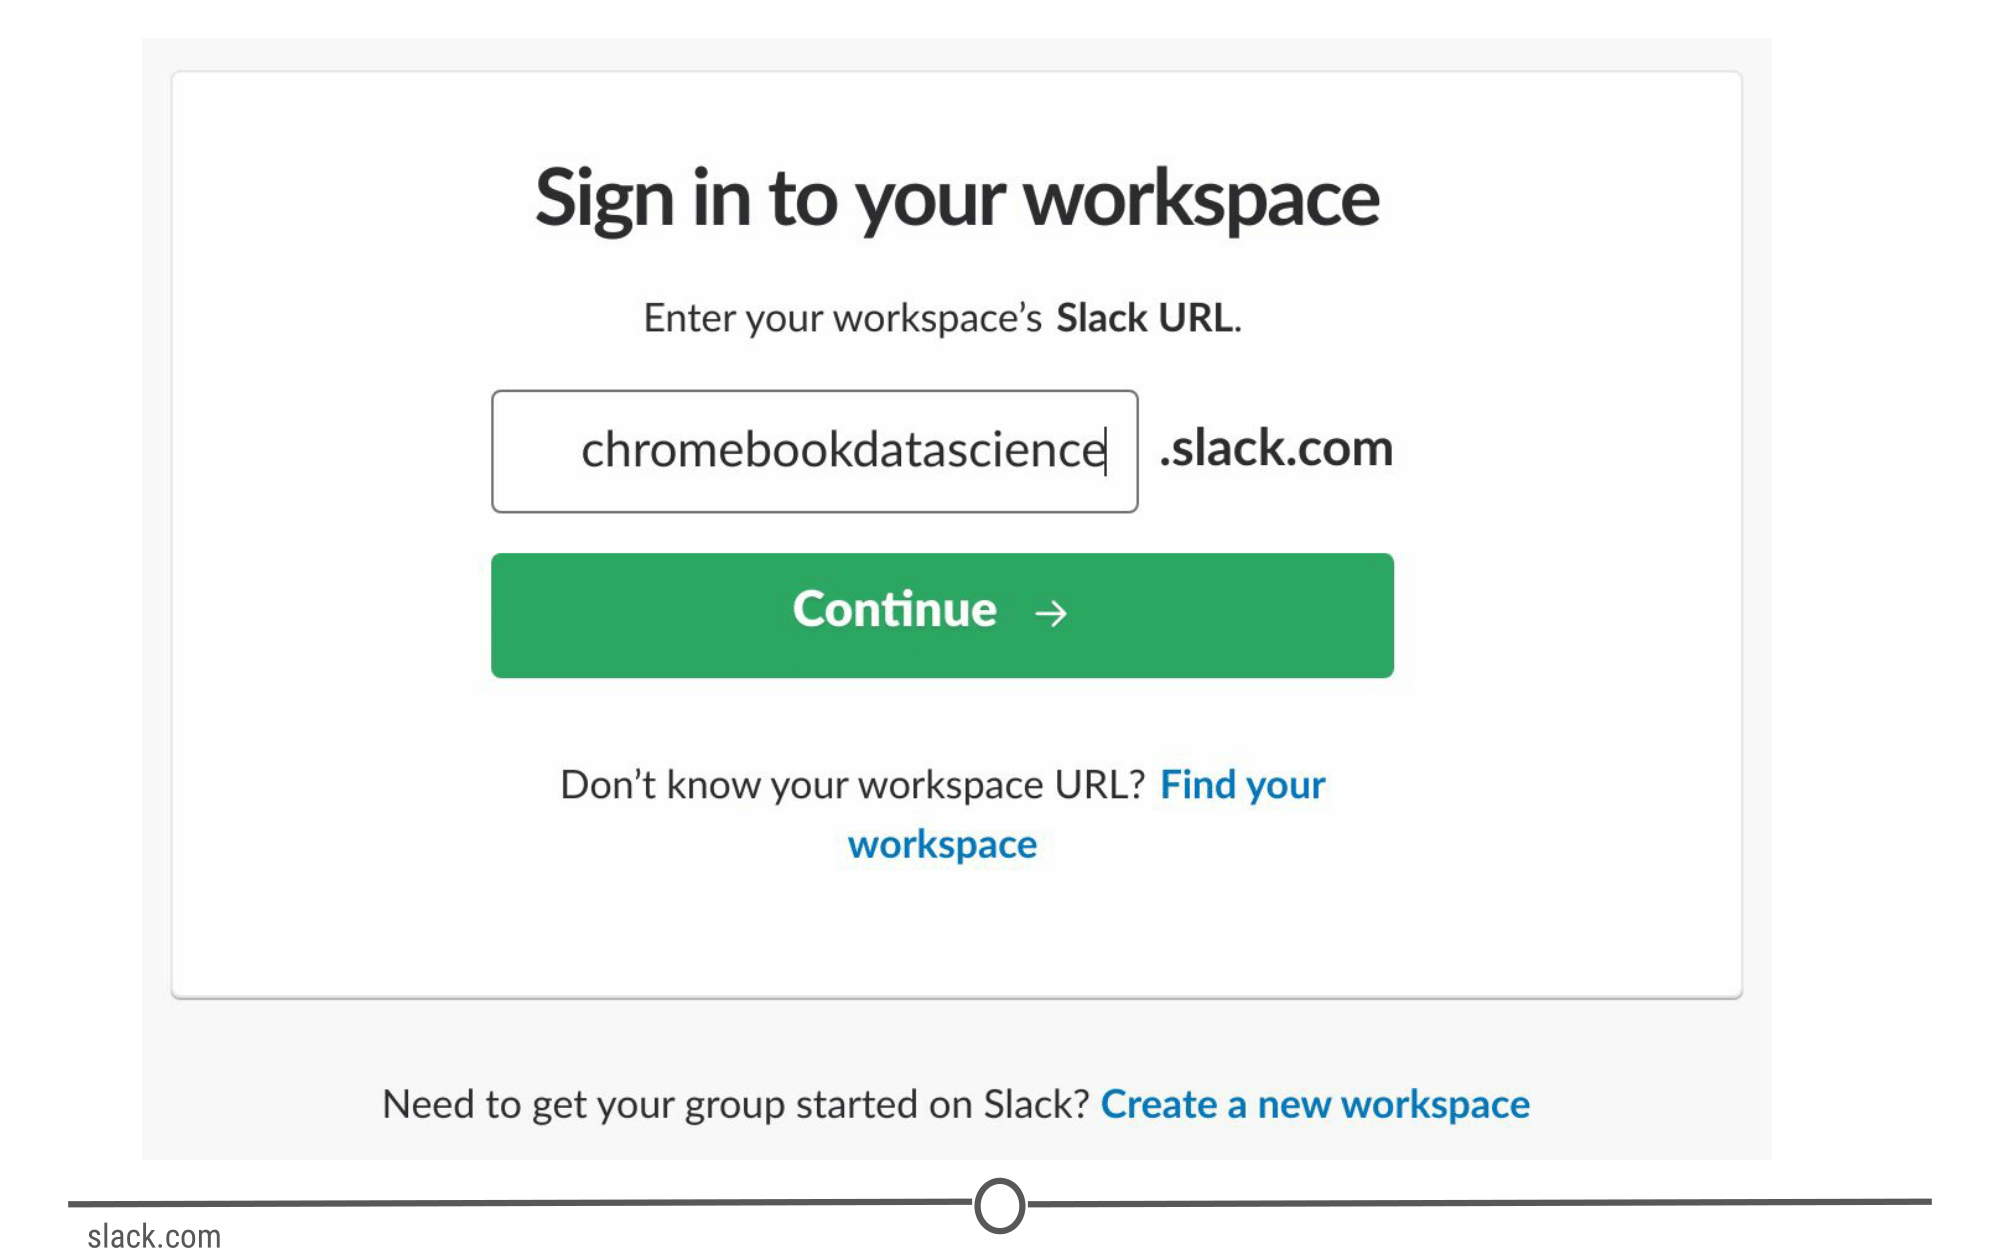 Sign in to your workspace
Enter your workspace’s Slack URL.
chromebookdatascience .slack.com
Continue →
Don’t know your workspace URL? Find your
workspace
Need to get your group started on Slack? Create a new workspace
slack.com